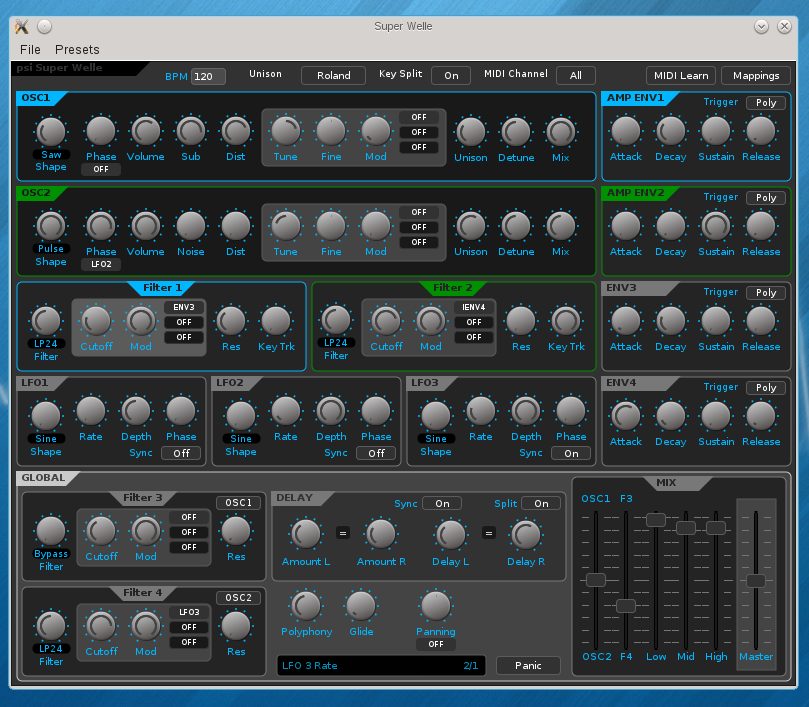 Super Welle
File Presets
psi Super Welle
BPM 120 Unison Roland Key Split On MIDI Channel All MIDI Learn Mappings
OSC1
Saw
Shape
Phase
OFF
Volume Sub Dist
Tune Fine Mod
OFF
OFF
OFF
Unison Detune Mix
AMP ENV1
Trigger Poly
Attack Decay Sustain Release
OSC2
Pulse
Shape
Phase
LFO2
Volume Noise Dist
Tune Fine Mod
OFF
OFF
OFF
Unison Detune Mix
AMP ENV2
Trigger Poly
Attack Decay Sustain Release
Filter 1
LP24
Filter
Cutoff Mod
ENV3
OFF
OFF
Res Key Trk
Filter 2
LP24
Filter
Cutoff Mod
IENV4
OFF
OFF
Res Key Trk
ENV3
Trigger Poly
Attack Decay Sustain Release
LFO1
Sine
Shape
Rate Depth Phase
Sync Off
LFO2
Sine
Shape
Rate Depth Phase
Sync Off
LFO3
Sine
Shape
Rate Depth Phase
Sync On
ENV4
Trigger Poly
Attack Decay Sustain Release
GLOBAL
Filter 3
OSC1
Bypass
Filter
Cutoff Mod
OFF
OFF
OFF
Res
Filter 4
OSC2
LP24
Filter
Cutoff Mod
LFO3
OFF
OFF
Res
DELAY
Sync On Split On
Amount L = Amount R Delay L = Delay R
Polyphony Glide Panning
OFF
LFO 3 Rate 2/1
Panic
MIX
OSC1 F3
OSC2 F4 Low Mid High Master